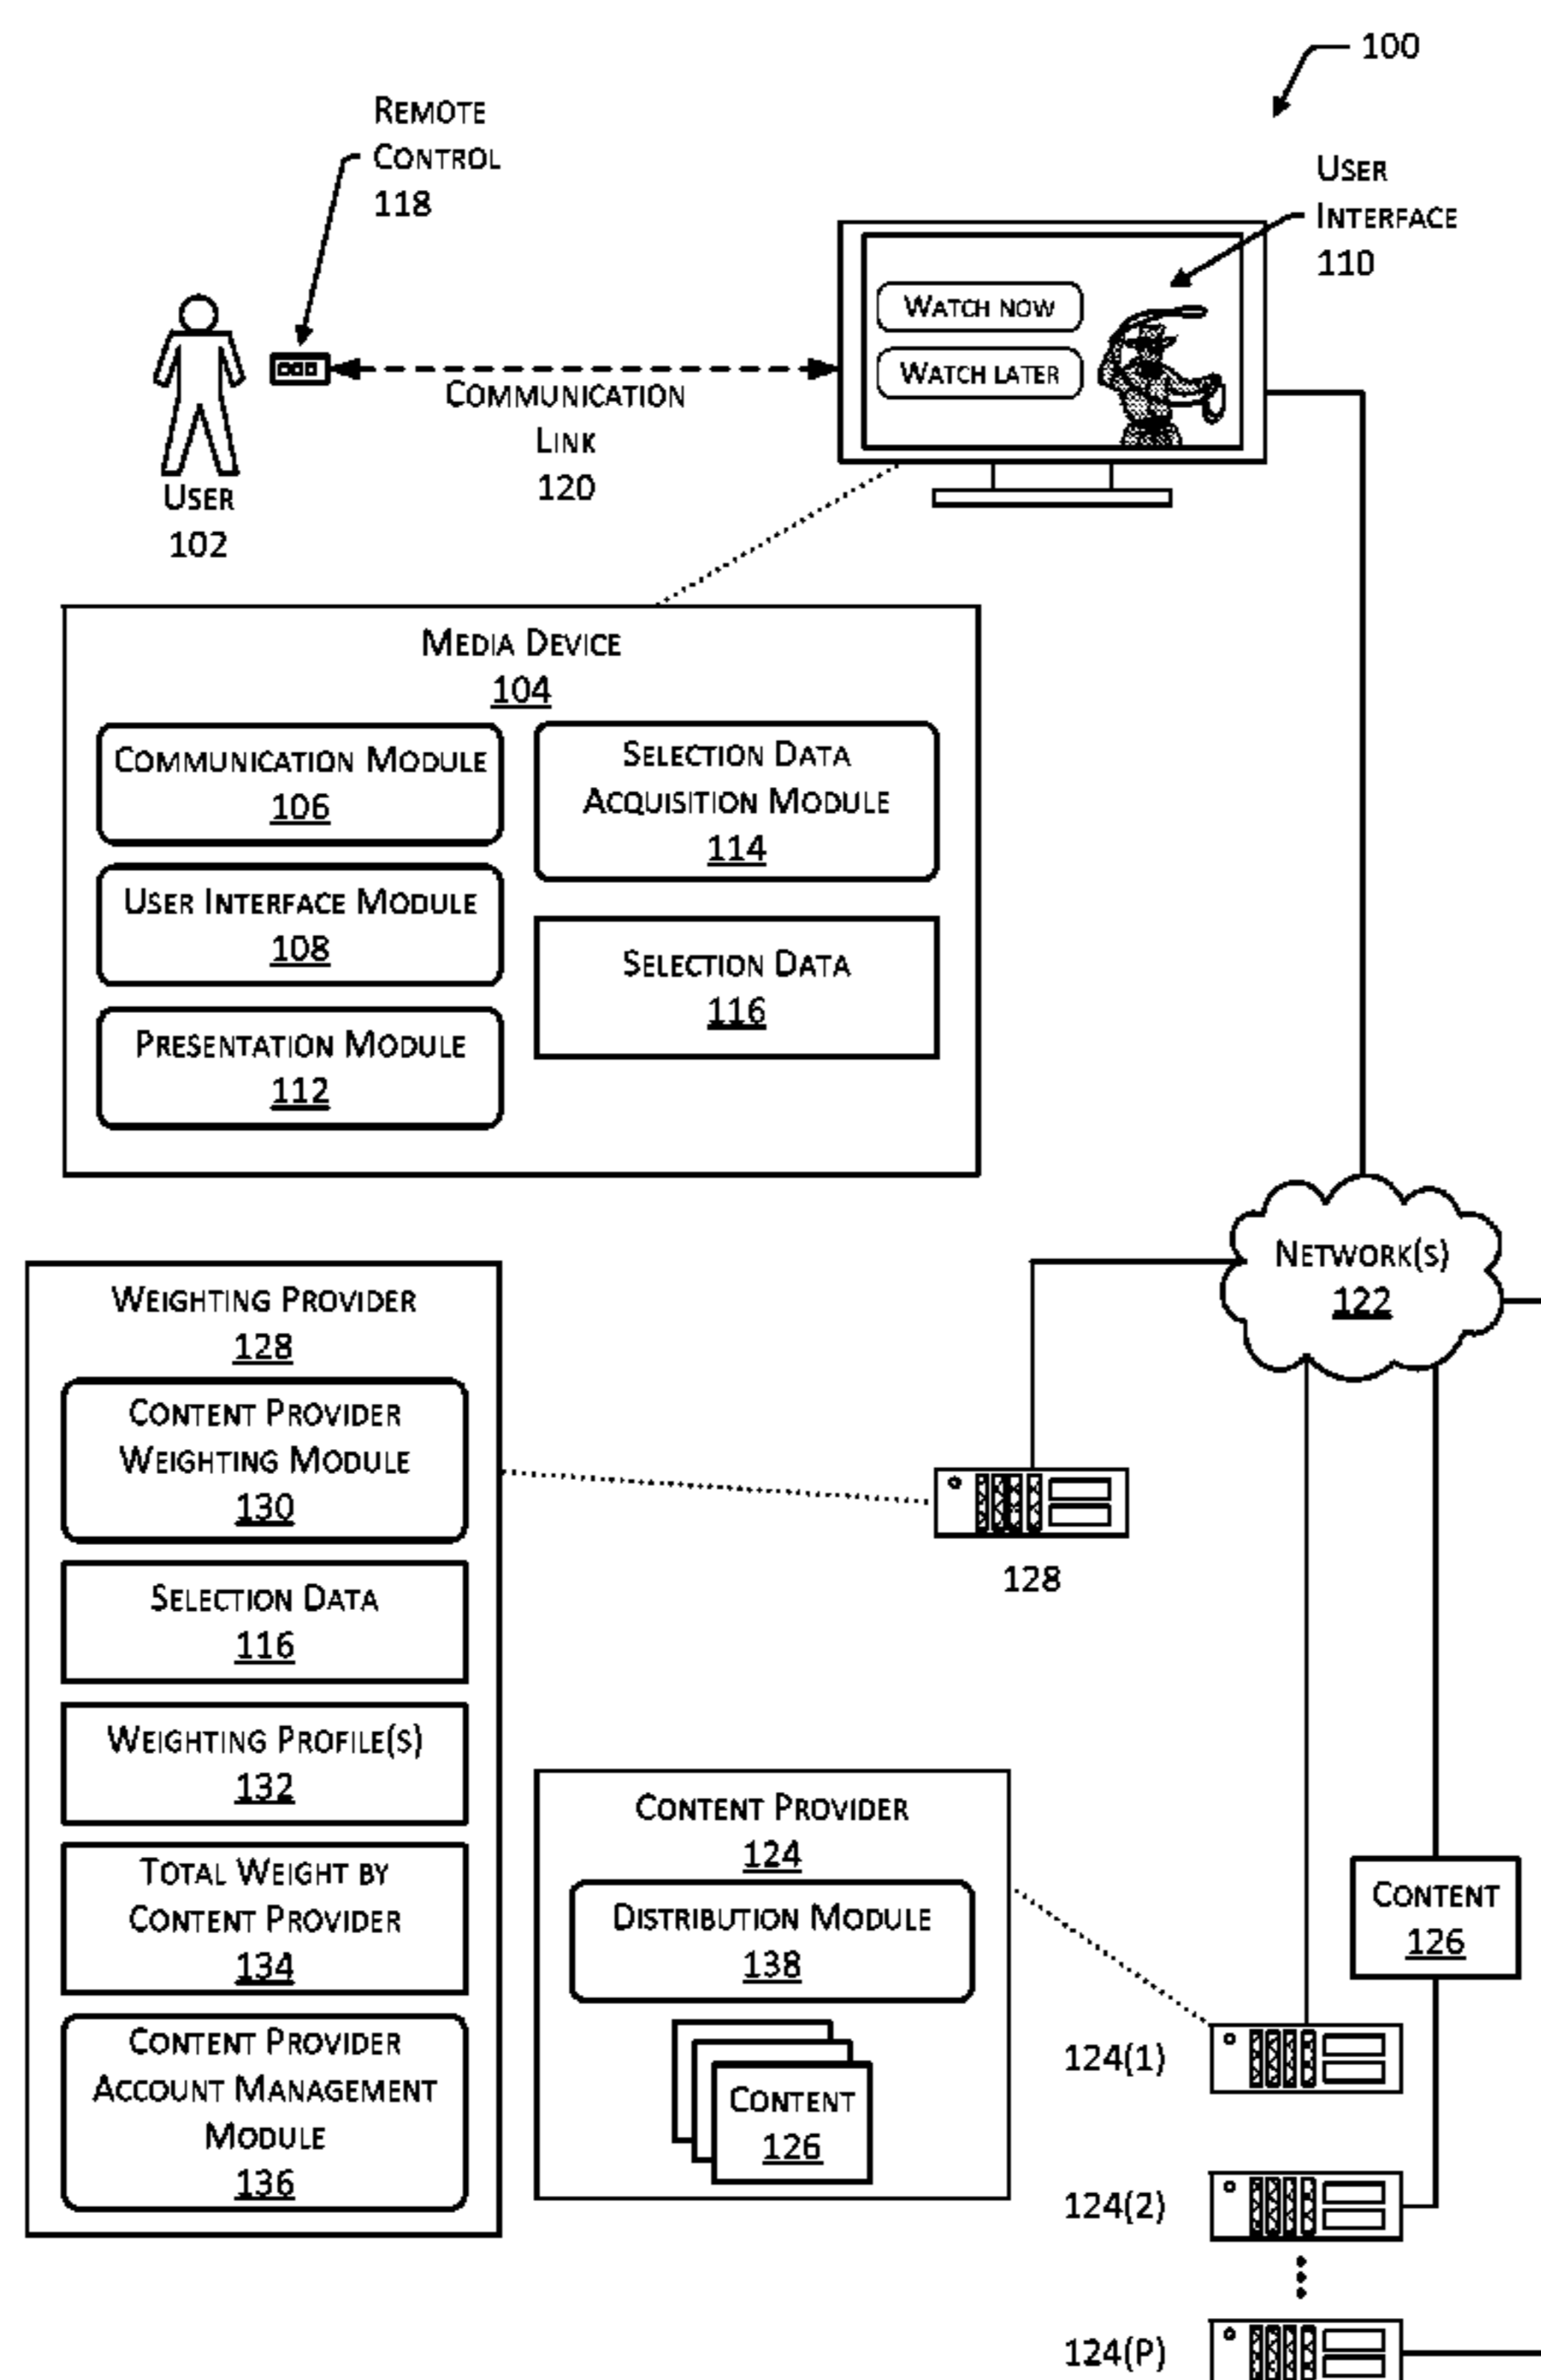 100
REMOTE
CONTROL
118
USER
INTERFACE
110
WATCH NOW
WATCH LATER
COMMUNICATION
LINK
120
USER
102
MEDIA DEVICE
104
COMMUNICATION MODULE
106
USER INTERFACE MODULE
108
PRESENTATION MODULE
112
SELECTION DATA
ACQUISITION MODULE
114
SELECTION DATA
116
NETWORK(S)
122
WEIGHTING PROVIDER
128
CONTENT PROVIDER
WEIGHTING MODULE
130
SELECTION DATA
116
WEIGHTING PROFILE(S)
132
TOTAL WEIGHT BY
CONTENT PROVIDER
134
CONTENT PROVIDER
ACCOUNT MANAGEMENT
MODULE
136
128
CONTENT PROVIDER
124
DISTRIBUTION MODULE
138
CONTENT
126
CONTENT
126
124(1)
124(2)
124(P)